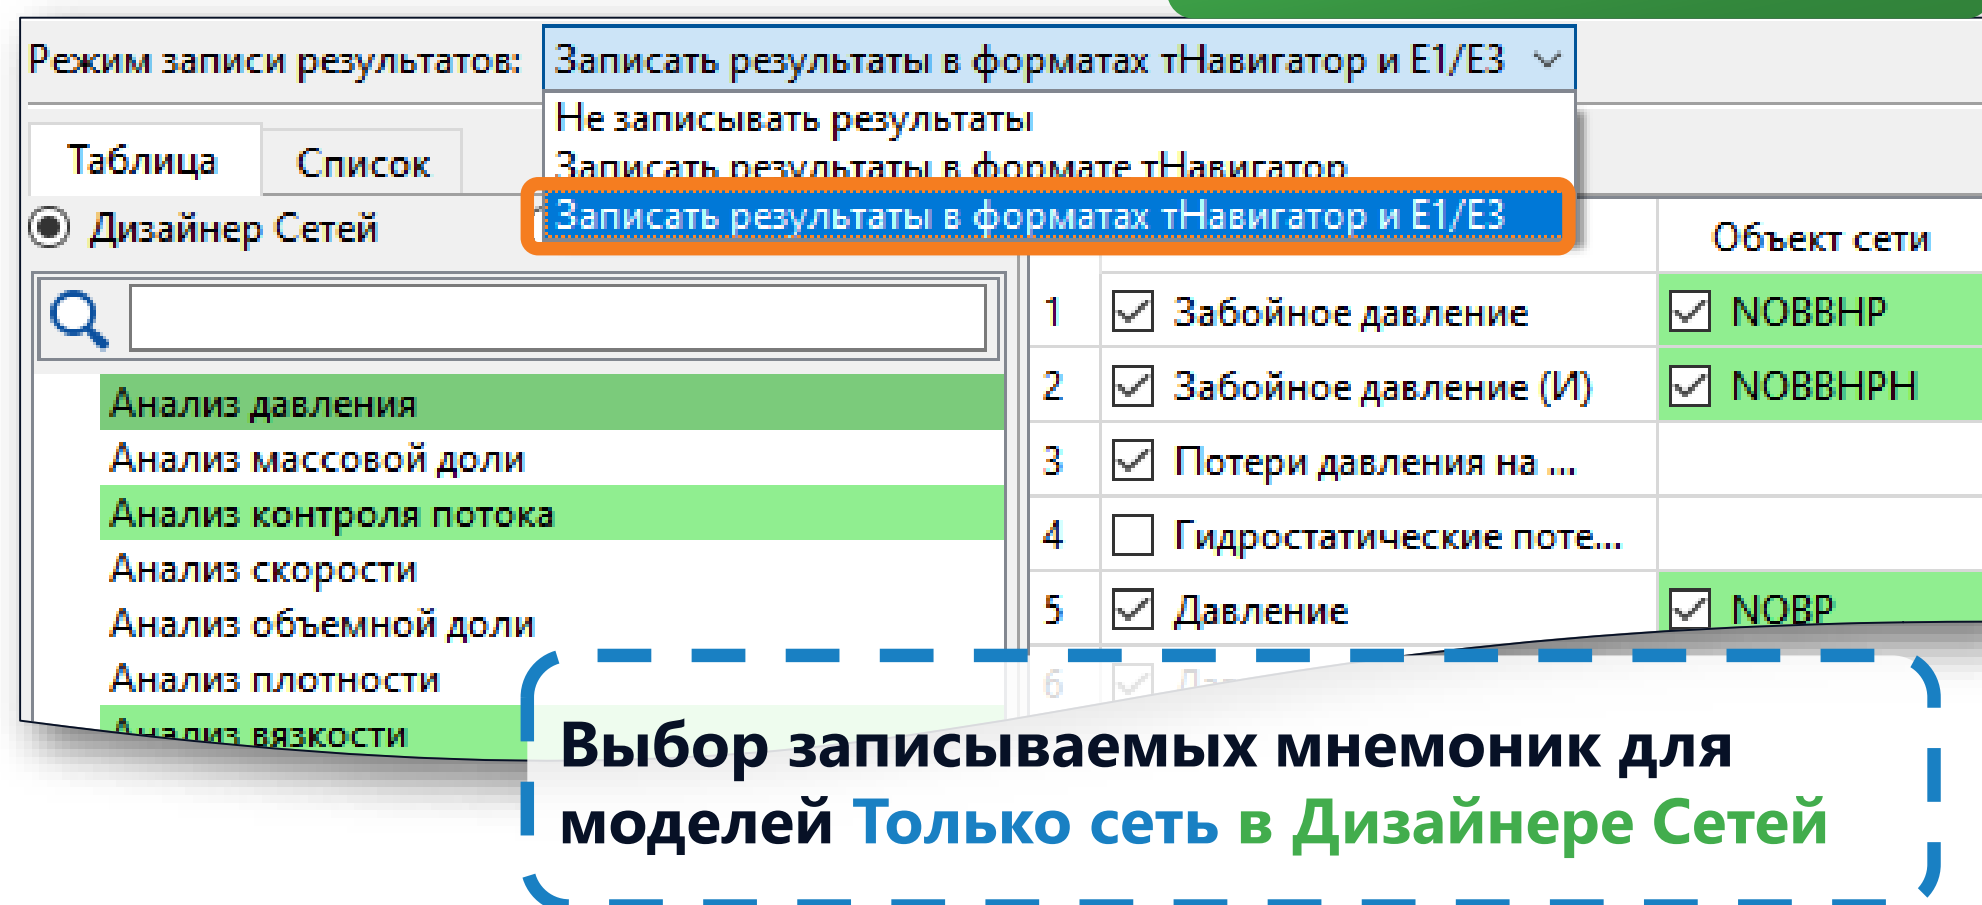 Режим записи результатов: Записать результаты в форматах тНавигатор и E1/E3
Не записывать результаты
Таблица Список Записать результаты в формате тНавигатор
Дизайнер Сетей Записать результаты в форматах тНавигатор и E1/E3
Объект сети
1 Забойное давление NOBBHP
2 Забойное давление (И) NOBBHPH
Анализ давления
Анализ массовой доли
3 Потери давления на ...
Анализ контроля потока
4 Гидростатические поте...
Анализ скорости
5 Давление NOBP
Анализ объемной доли
Анализ плотности
6
Анализ вязкости
Выбор записываемых мнемоник для
моделей Только сеть в Дизайнере Сетей